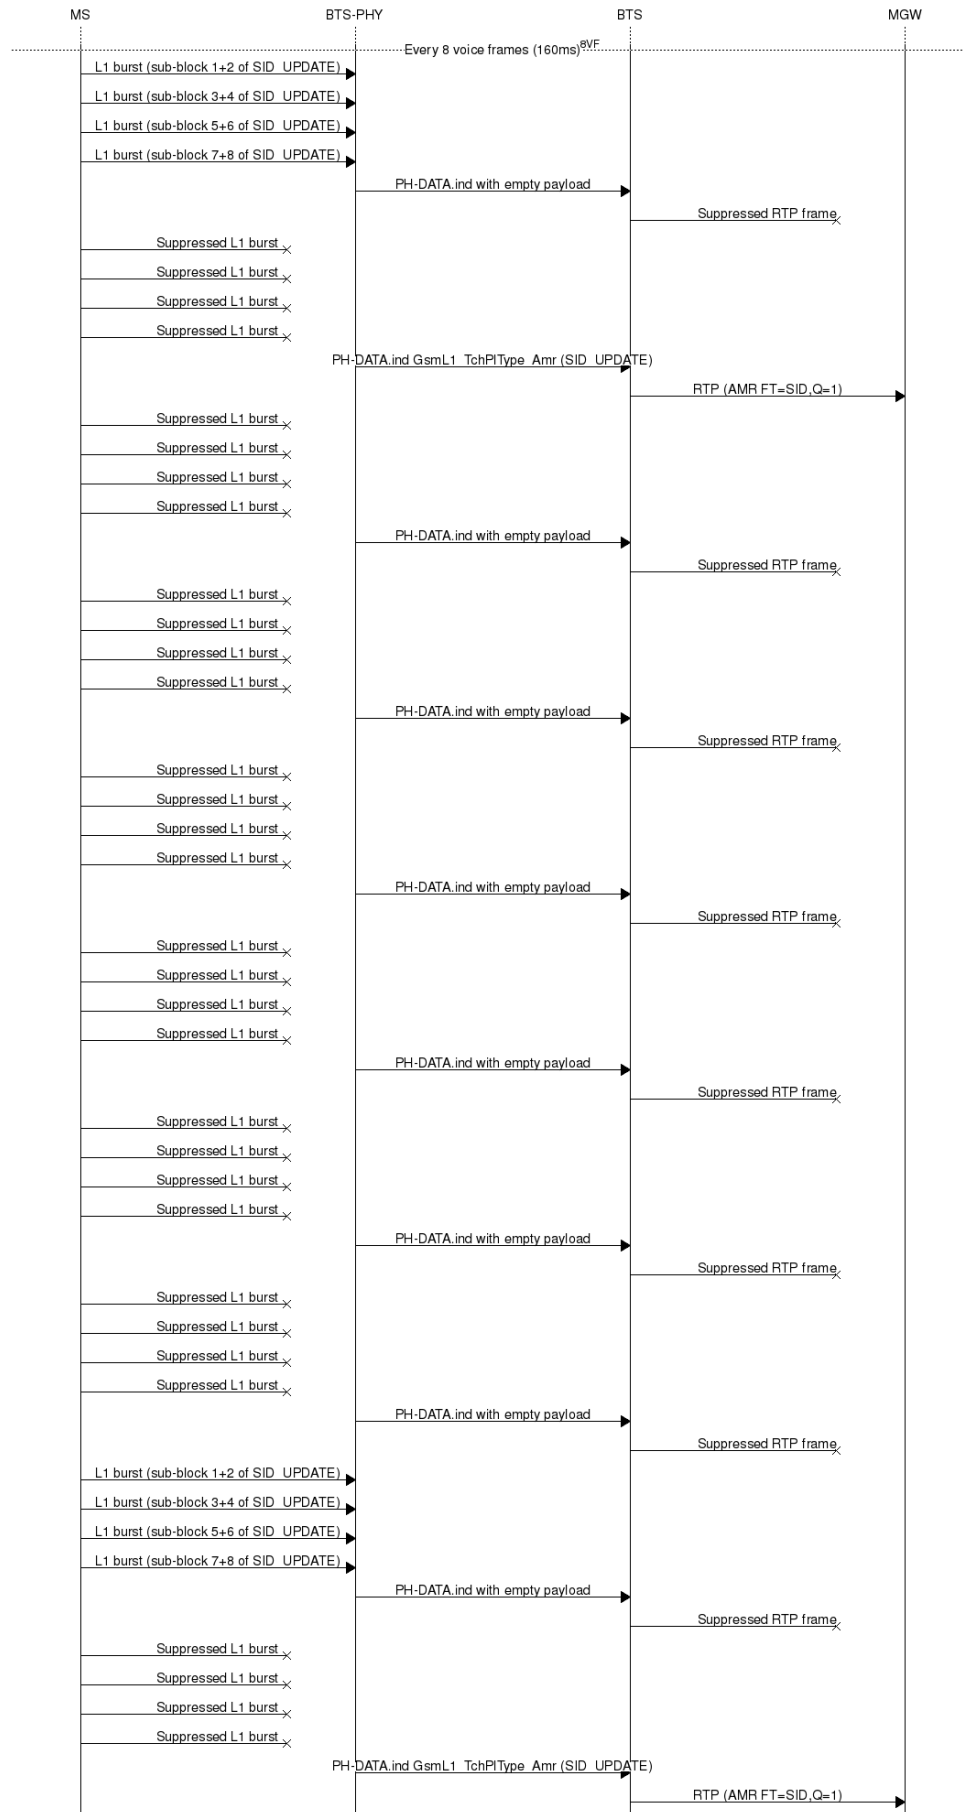 MS BTS-PHY BTS MGW
Every 8 voice frames (160ms)8VF
L1 burst (sub-block 1+2 of SID_UPDATE)
L1 burst (sub-block 3+4 of SID_UPDATE)
L1 burst (sub-block 5+6 of SID_UPDATE)
L1 burst (sub-block 7+8 of SID_UPDATE)
PH-DATA.ind with empty payload
Suppressed RTP frame
Suppressed L1 burst
Suppressed L1 burst
Suppressed L1 burst
Suppressed L1 burst
PH-DATA.ind GsmL1_TchPlType_Amr (SID_UPDATE)
RTP (AMR FT=SID,Q=1)
Suppressed L1 burst
Suppressed L1 burst
Suppressed L1 burst
Suppressed L1 burst
PH-DATA.ind with empty payload
Suppressed RTP frame
Suppressed L1 burst
Suppressed L1 burst
Suppressed L1 burst
Suppressed L1 burst
PH-DATA.ind with empty payload
Suppressed RTP frame
Suppressed L1 burst
Suppressed L1 burst
Suppressed L1 burst
Suppressed L1 burst
PH-DATA.ind with empty payload
Suppressed RTP frame
Suppressed L1 burst
Suppressed L1 burst
Suppressed L1 burst
Suppressed L1 burst
PH-DATA.ind with empty payload
Suppressed RTP frame
Suppressed L1 burst
Suppressed L1 burst
Suppressed L1 burst
Suppressed L1 burst
PH-DATA.ind with empty payload
Suppressed RTP frame
Suppressed L1 burst
Suppressed L1 burst
Suppressed L1 burst
Suppressed L1 burst
PH-DATA.ind with empty payload
Suppressed RTP frame
L1 burst (sub-block 1+2 of SID_UPDATE)
L1 burst (sub-block 3+4 of SID_UPDATE)
L1 burst (sub-block 5+6 of SID_UPDATE)
L1 burst (sub-block 7+8 of SID_UPDATE)
PH-DATA.ind with empty payload
Suppressed RTP frame
Suppressed L1 burst
Suppressed L1 burst
Suppressed L1 burst
Suppressed L1 burst
PH-DATA.ind GsmL1_TchPlType_Amr (SID_UPDATE)
RTP (AMR FT=SID,Q=1)